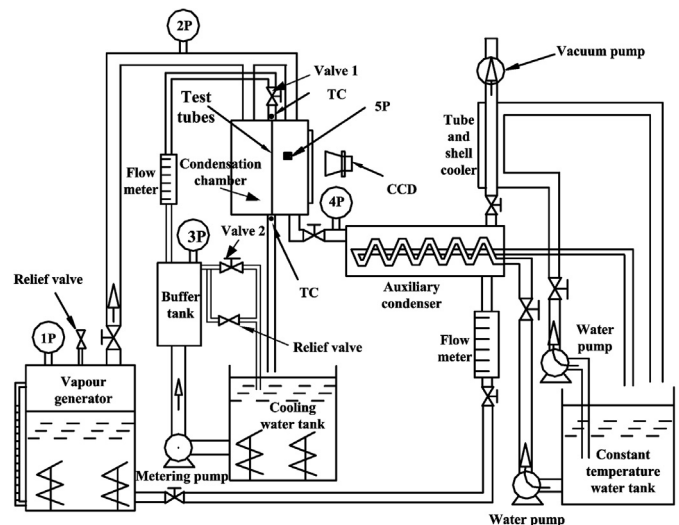 2P
Valve 1
TC
5P
Test
tubes
Condensation
chamber
CCD
Vacuum pump
Tube
and
shell
cooler
Flow
meter
4P
3P
Valve 2
TC
Buffer
tank
Auxiliary
condenser
Relief valve
1P
Relief valve
Flow
meter
Water
pump
Vapour
generator
Cooling
water tank
Metering pump
Constant
temperature
water tank
Water pump